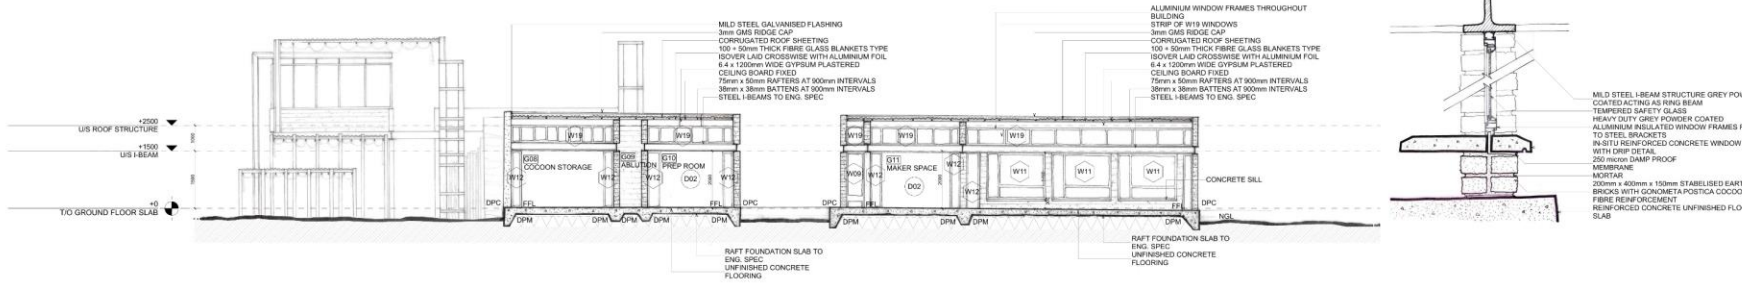 MILD STEEL GALVANISED FLASHING
3mm GMS RIDGE CAP
CORRUGATED ROOF SHEETING
100 + 50mm THICK FIBRE GLASS BLANKETS TYPE
ISOVER LAID CROSSWISE WITH ALUMINIUM FOIL
6.4 x 1200mm WIDE GYPSUM PLASTERED
CEILING BOARD FIXED
75mm x 50mm RAFTERS AT 900mm INTERVALS
38mm x 38mm BATTENS AT 900mm INTERVALS
STEEL I-BEAMS TO ENG. SPEC
ALUMINIUM WINDOW FRAMES THROUGHOUT
BUILDING
STRIP OF W19 WINDOWS
3mm GMS RIDGE CAP
CORRUGATED ROOF SHEETING
100 + 50mm THICK FIBRE GLASS BLANKETS TYPE
ISOVER LAID CROSSWISE WITH ALUMINIUM FOIL
6.4 x 1200mm WIDE GYPSUM PLASTERED
CEILING BOARD FIXED
75mm x 50mm RAFTERS AT 900mm INTERVALS
38mm x 38mm BATTENS AT 900mm INTERVALS
STEEL I-BEAMS TO ENG. SPEC
+2500
U/S ROOF STRUCTURE
+1500
U/S I-BEAM
+0
T/O GROUND FLOOR SLAB
W19
W19
G08
COCOON STORAGE
G09
ABLUTION
G10
PREP ROOM
W12
W12
W12
W12
D02
DPC
FFL
FFL
DPC
DPM
DPM
DPM
DPM
RAFT FOUNDATION SLAB TO
ENG. SPEC
UNFINISHED CONCRETE
FLOORING
W19
W19
W19
G11
MAKER SPACE
W09
W12
W12
W12
D02
W11
W11
W11
CONCRETE SILL
DPC
FFL
FFL
DPC
NGL
DPM
DPM
DPM
RAFT FOUNDATION SLAB TO
ENG. SPEC
UNFINISHED CONCRETE
FLOORING
MILD STEEL I-BEAM STRUCTURE GREY
COATED ACTING AS RING BEAM
TEMPERED SAFETY GLASS
HEAVY DUTY GREY POWDER COATED
ALUMINIUM INSULATED WINDOW FRAMES
TO STEEL BRACKETS
IN-SITU REINFORCED CONCRETE WINDOW
WITH DRIP DETAIL
250 micron DAMP PROOF
MEMBRANE
MORTAR
200mm x 400mm x 150mm STABELISED
BRICKS WITH GONOMETA POSTICA
FIBRE REINFORCEMENT
REINFORCED CONCRETE UNFINISHED
SLAB